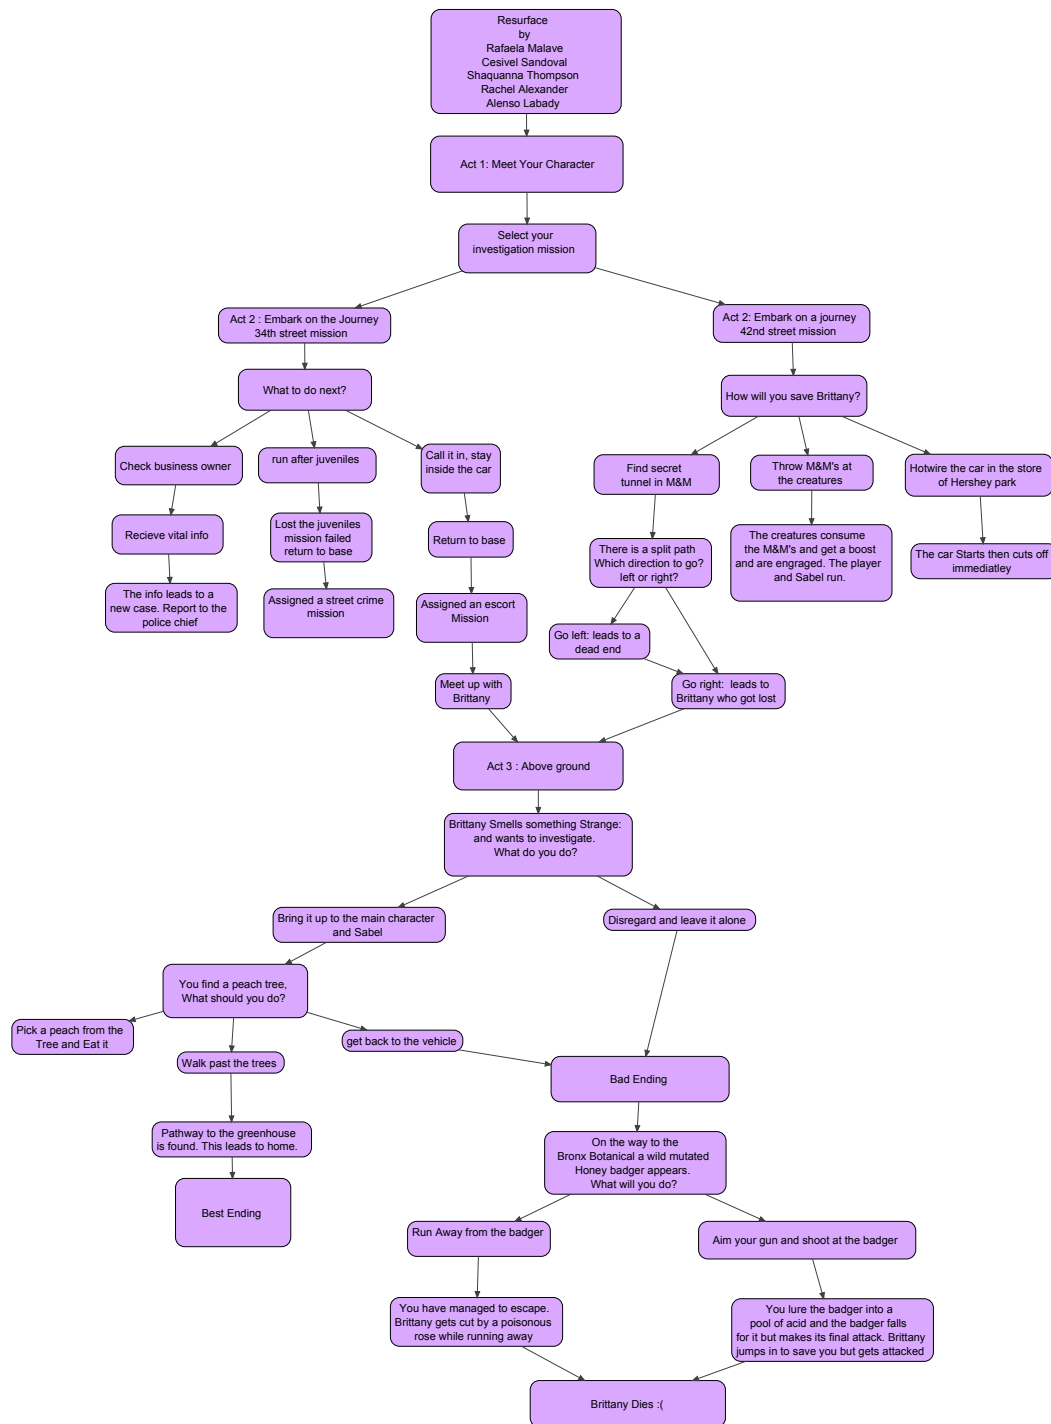 Resurface
by
Rafaela Malave
Cesivel Sandoval
Shaquanna Thompson
Rachel Alexander
Alenso Labady
Act 1: Meet Your Character
Select your
investigation mission
Act 2 : Embark on the Journey
34th street mission
Act 2: Embark on a journey
42nd street mission
What to do next?
How will you save Brittany?
Check business owner
run after juveniles
Call it in, stay
inside the car
Find secret
tunnel in M&M
Throw M&M's at
the creatures
Hotwire the car in the store
of Hershey park
Recieve vital info
Lost the juveniles
mission failed
return to base
Return to base
There is a split path
Which direction to go?
left or right?
The creatures consume
the M&M's and get a boost
and are engraged. The player
and Sabel run.
The car Starts then cuts off
immediatley
The info leads to a
new case. Report to the
police chief
Assigned a street crime
mission
Assigned an escort
Mission
Go left: leads to a
dead end
Meet up with
Brittany
Go right:  leads to
Brittany who got lost
Act 3 : Above ground
Brittany Smells something Strange:
and wants to investigate.
What do you do?
Bring it up to the main character
and Sabel
Disregard and leave it alone
You find a peach tree,
What should you do?
Pick a peach from the
Tree and Eat it
Walk past the trees
get back to the vehicle
Bad Ending
Pathway to the greenhouse
is found. This leads to home.
On the way to the
Bronx Botanical a wild mutated
Honey badger appears.
What will you do?
Best Ending
Run Away from the badger
Aim your gun and shoot at the badger
You have managed to escape.
Brittany gets cut by a poisonous
rose while running away
You lure the badger into a
pool of acid and the badger falls
for it but makes its final attack. Brittany
jumps in to save you but gets attacked
Brittany Dies :(